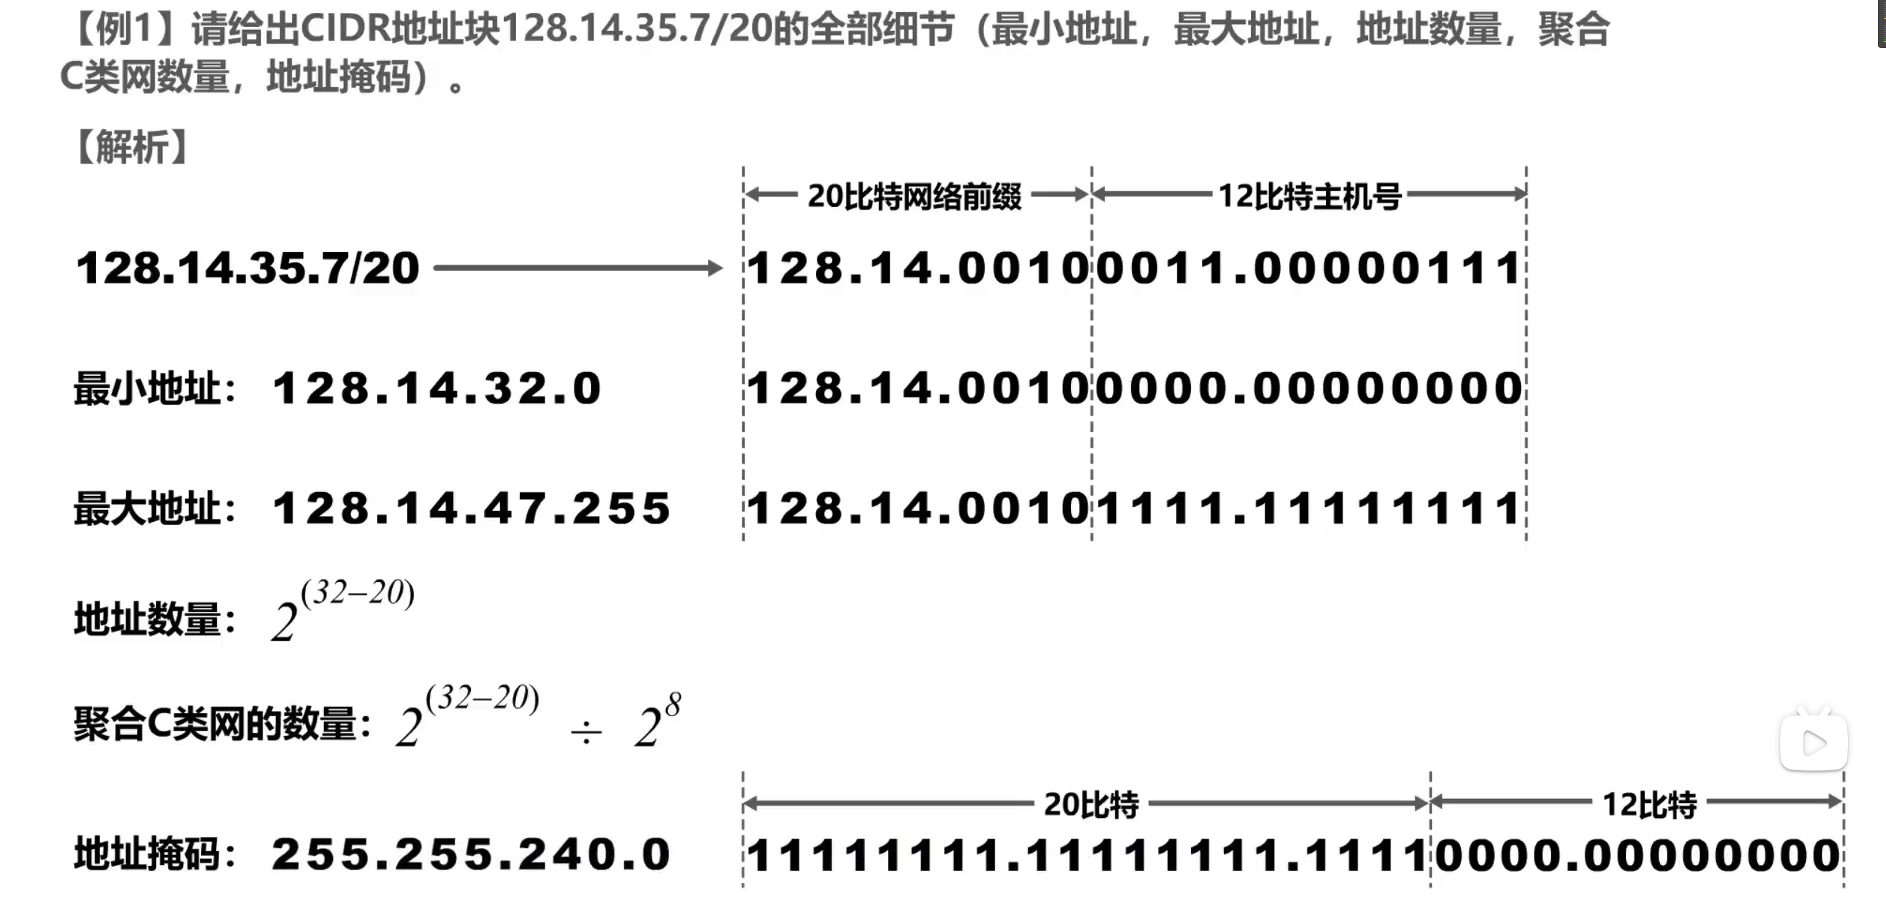 【例1】请给出CIDR地址块128.14.35.7/20的全部细节（最小地址，最大地址，地址数量，聚合
C类网数量，地址掩码）。
【解析】
20比特网络前缀 12比特主机号
128.14.35.7/20 128.14.00100011.00000111
最小地址： 128.14.32.0 128.14.00100000.00000000
最大地址： 128.14.47.255 128.14.00101111.11111111
地址数量： 2^(32–20)
聚合C类网的数量： 2^(32–20) ÷ 2^8
20比特 12比特
地址掩码： 255.255.240.0 11111111.11111111.11110000.00000000